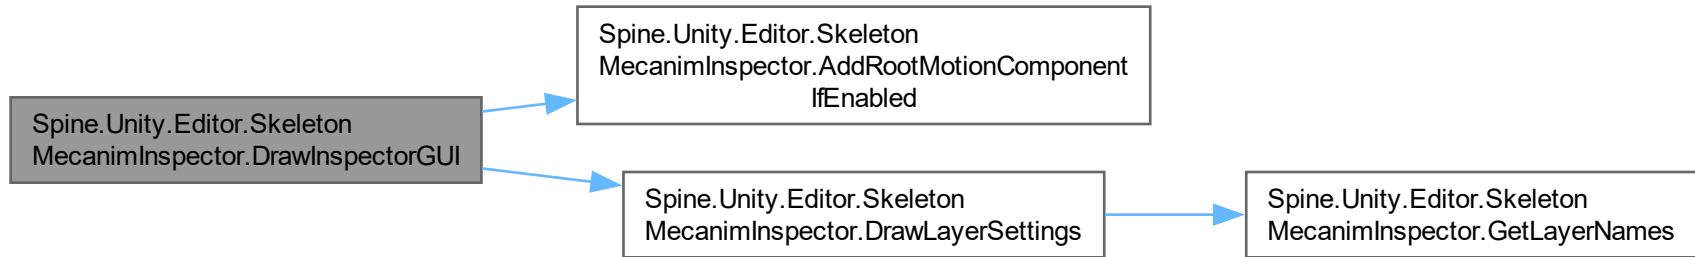 Spine.Unity.Editor.Skeleton
MecanimInspector.DrawInspectorGUI
Spine.Unity.Editor.Skeleton
MecanimInspector.AddRootMotionComponent
IfEnabled
Spine.Unity.Editor.Skeleton
MecanimInspector.DrawLayerSettings
Spine.Unity.Editor.Skeleton
MecanimInspector.GetLayerNames